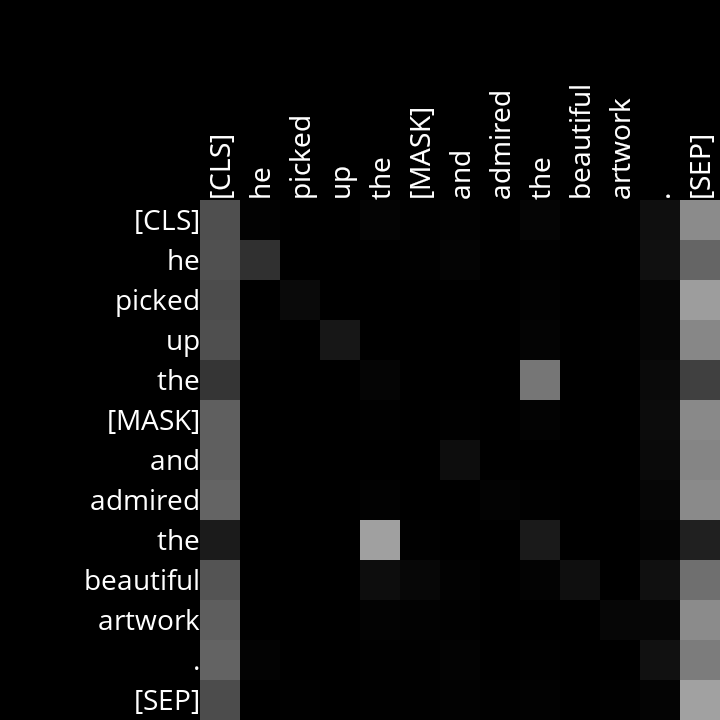 [CLS] he picked up the [MASK] and admired the beautiful artwork . [SEP]
[CLS]
he
picked
up
the
[MASK]
and
admired
the
beautiful
artwork
.
[SEP]